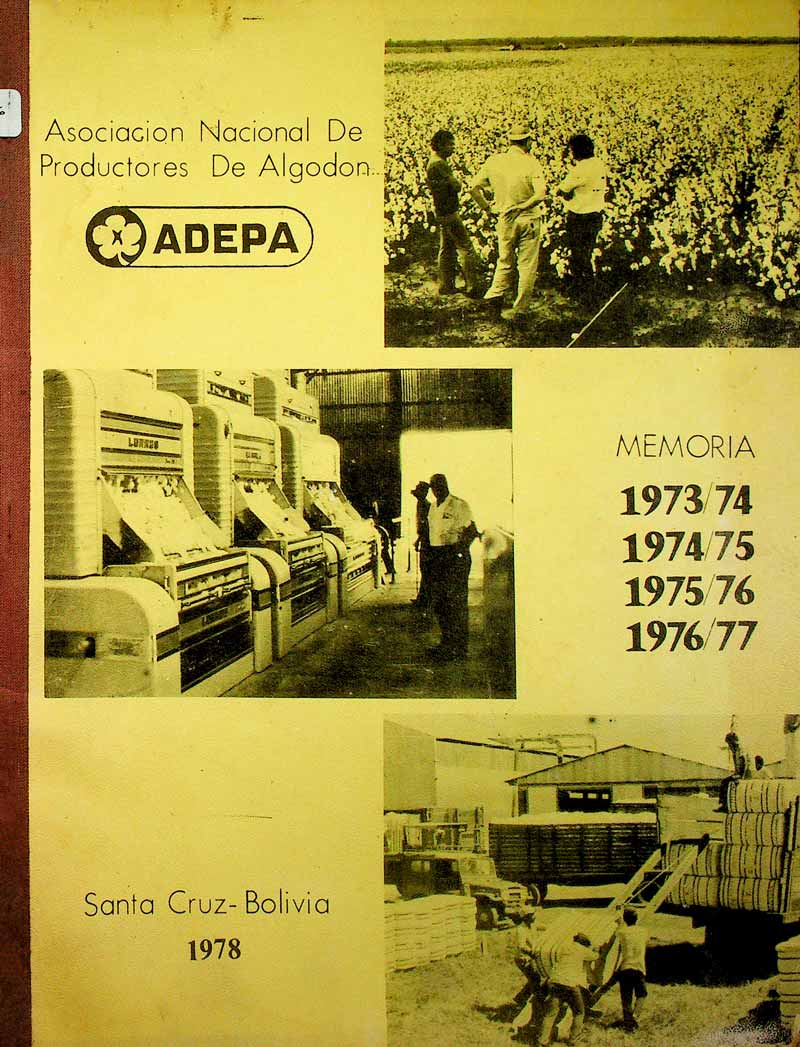 Asociacion Nacional De
Productores De Algodon...
ADEPA
LUMMUS
MEMORIA
1973/74
1974/75
1975/76
1976/77
Santa Cruz-Bolivia
1978